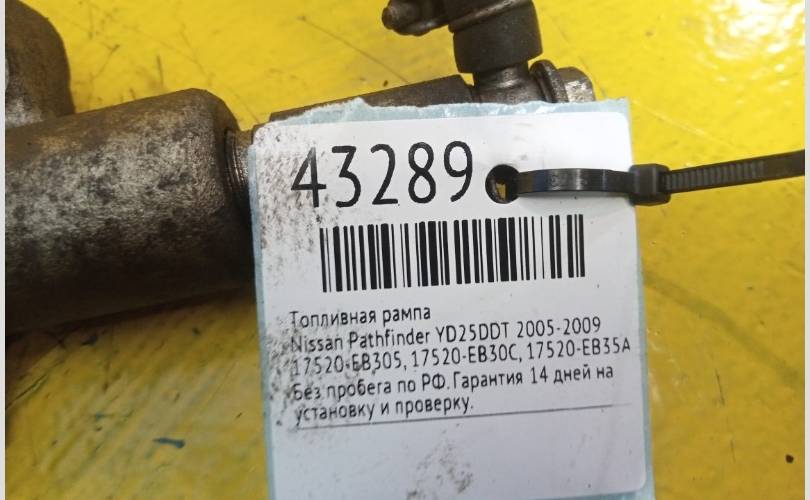 43289
Топливная рампа
Nissan Pathfinder YD25DDT 2005-2009
17520-EB305, 17520-EB30C, 17520-EB35A
Без пробега по РФ. Гарантия 14 дней на
установку и проверку.